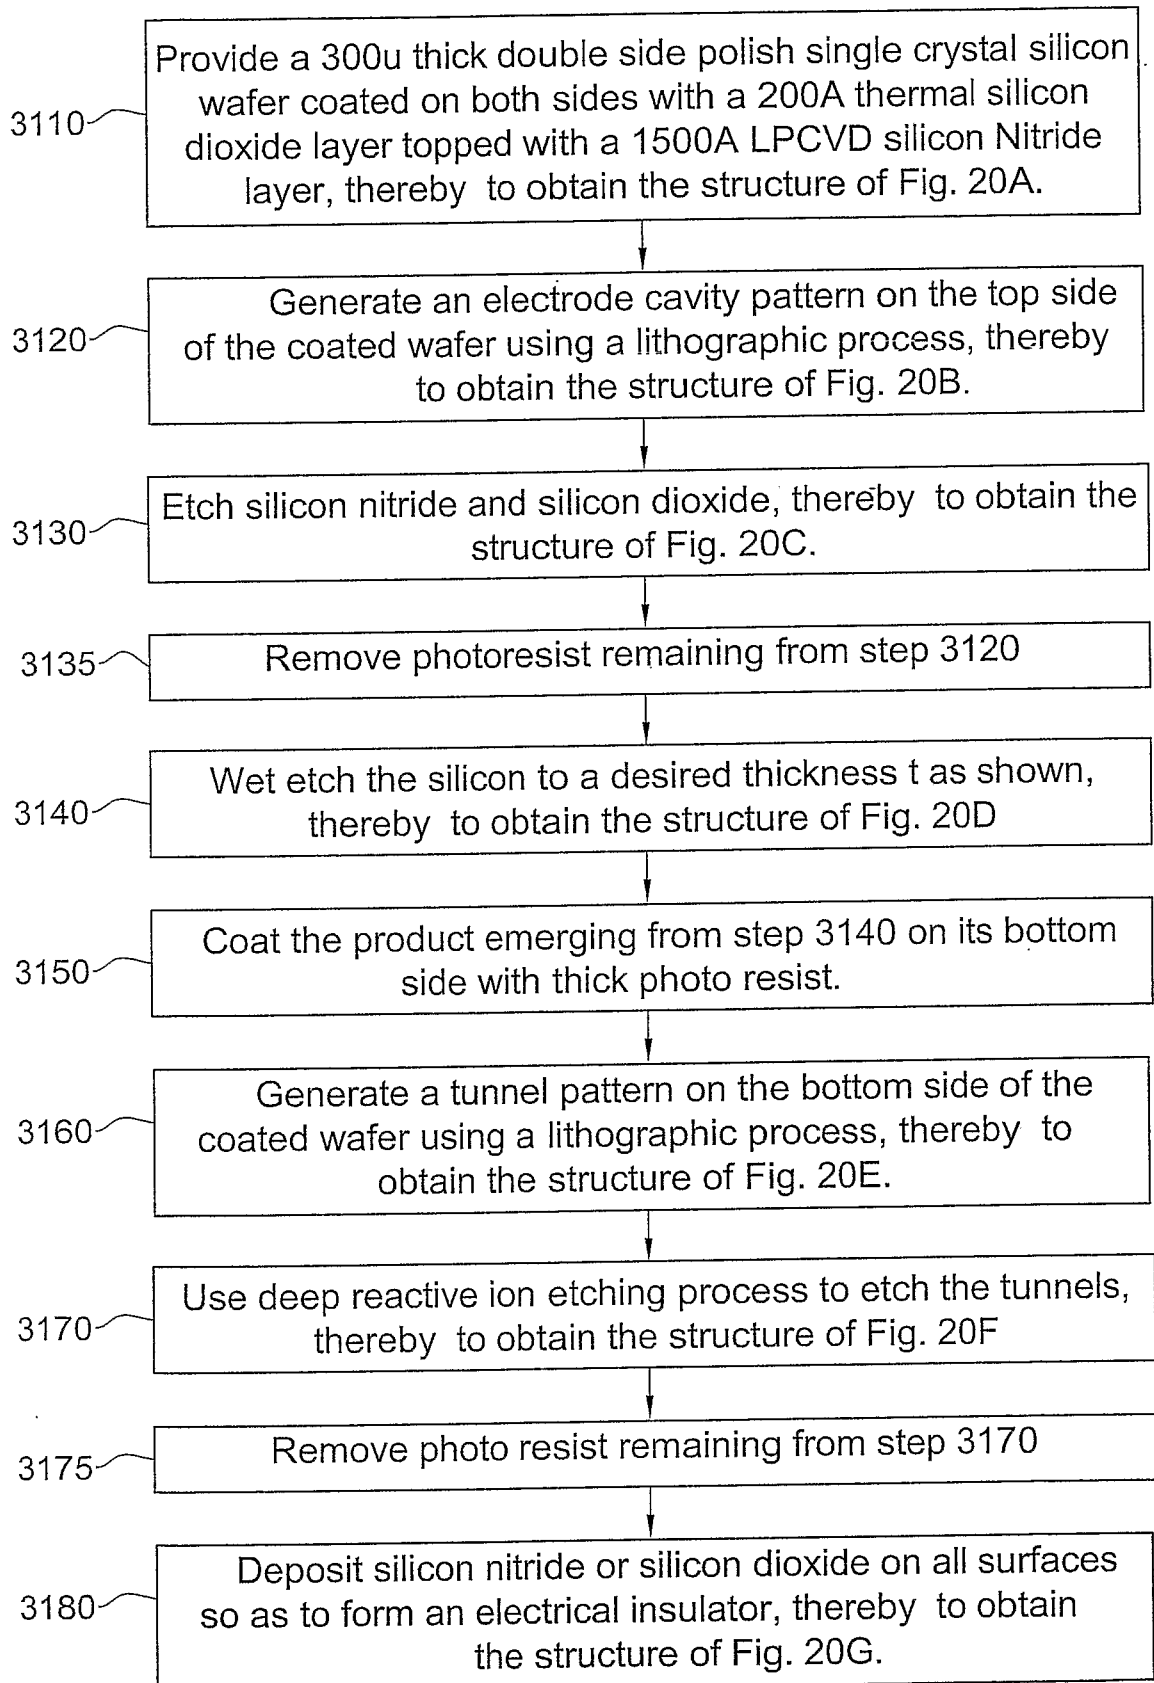 3110
Provide a 300u thick double side polish single crystal silicon
wafer coated on both sides with a 200A thermal silicon
dioxide layer topped with a 1500A LPCVD silicon Nitride
layer, thereby to obtain the structure of Fig. 20A.
3120
Generate an electrode cavity pattern on the top side
of the coated wafer using a lithographic process, thereby
to obtain the structure of Fig. 20B.
3130
Etch silicon nitride and silicon dioxide, thereby to obtain the
structure of Fig. 20C.
3135
Remove photoresist remaining from step 3120
3140
Wet etch the silicon to a desired thickness t as shown,
thereby to obtain the structure of Fig. 20D
3150
Coat the product emerging from step 3140 on its bottom
side with thick photo resist.
3160
Generate a tunnel pattern on the bottom side of the
coated wafer using a lithographic process, thereby to
obtain the structure of Fig. 20E.
3170
Use deep reactive ion etching process to etch the tunnels,
thereby to obtain the structure of Fig. 20F
3175
Remove photo resist remaining from step 3170
3180
Deposit silicon nitride or silicon dioxide on all surfaces
so as to form an electrical insulator, thereby to obtain
the structure of Fig. 20G.